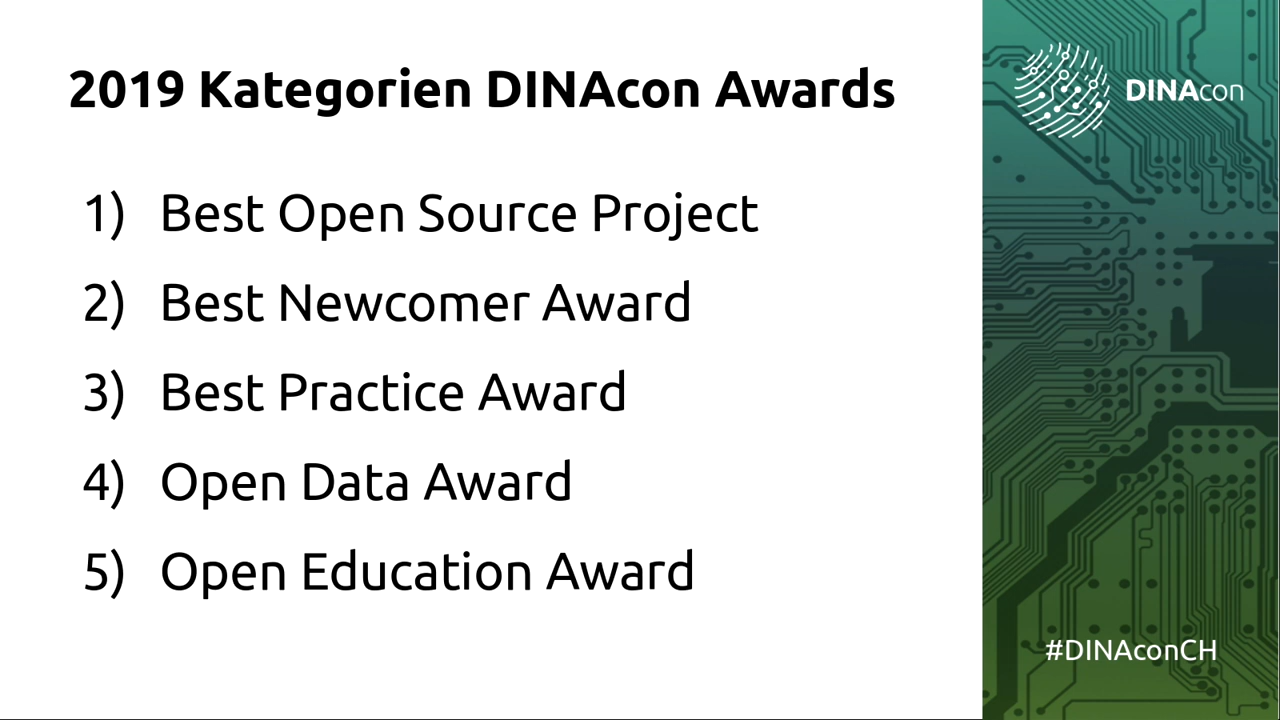 2019 Kategorien DINAcon Awards
1) Best Open Source Project
2) Best Newcomer Award
3) Best Practice Award
4) Open Data Award
5) Open Education Award
DINAcon
#DINAconCH